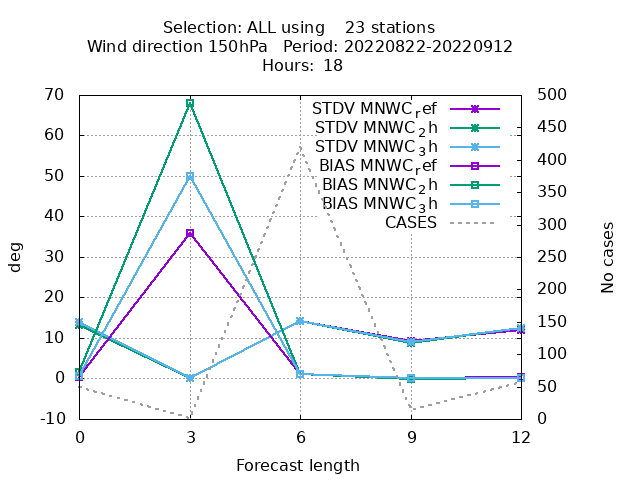 Selection: ALL using    23 stations
Wind direction 150hPa   Period: 20220822-20220912
Hours: 18
70 500
60 450
50 400
40 350
30 300
20 250
10 200
0 150
-10 100
50
0
STDV MNWC_ref
STDV MNWC_2h
STDV MNWC_3h
BIAS MNWC_ref
BIAS MNWC_2h
BIAS MNWC_3h
CASES
deg
No cases
0 3 6 9 12
Forecast length